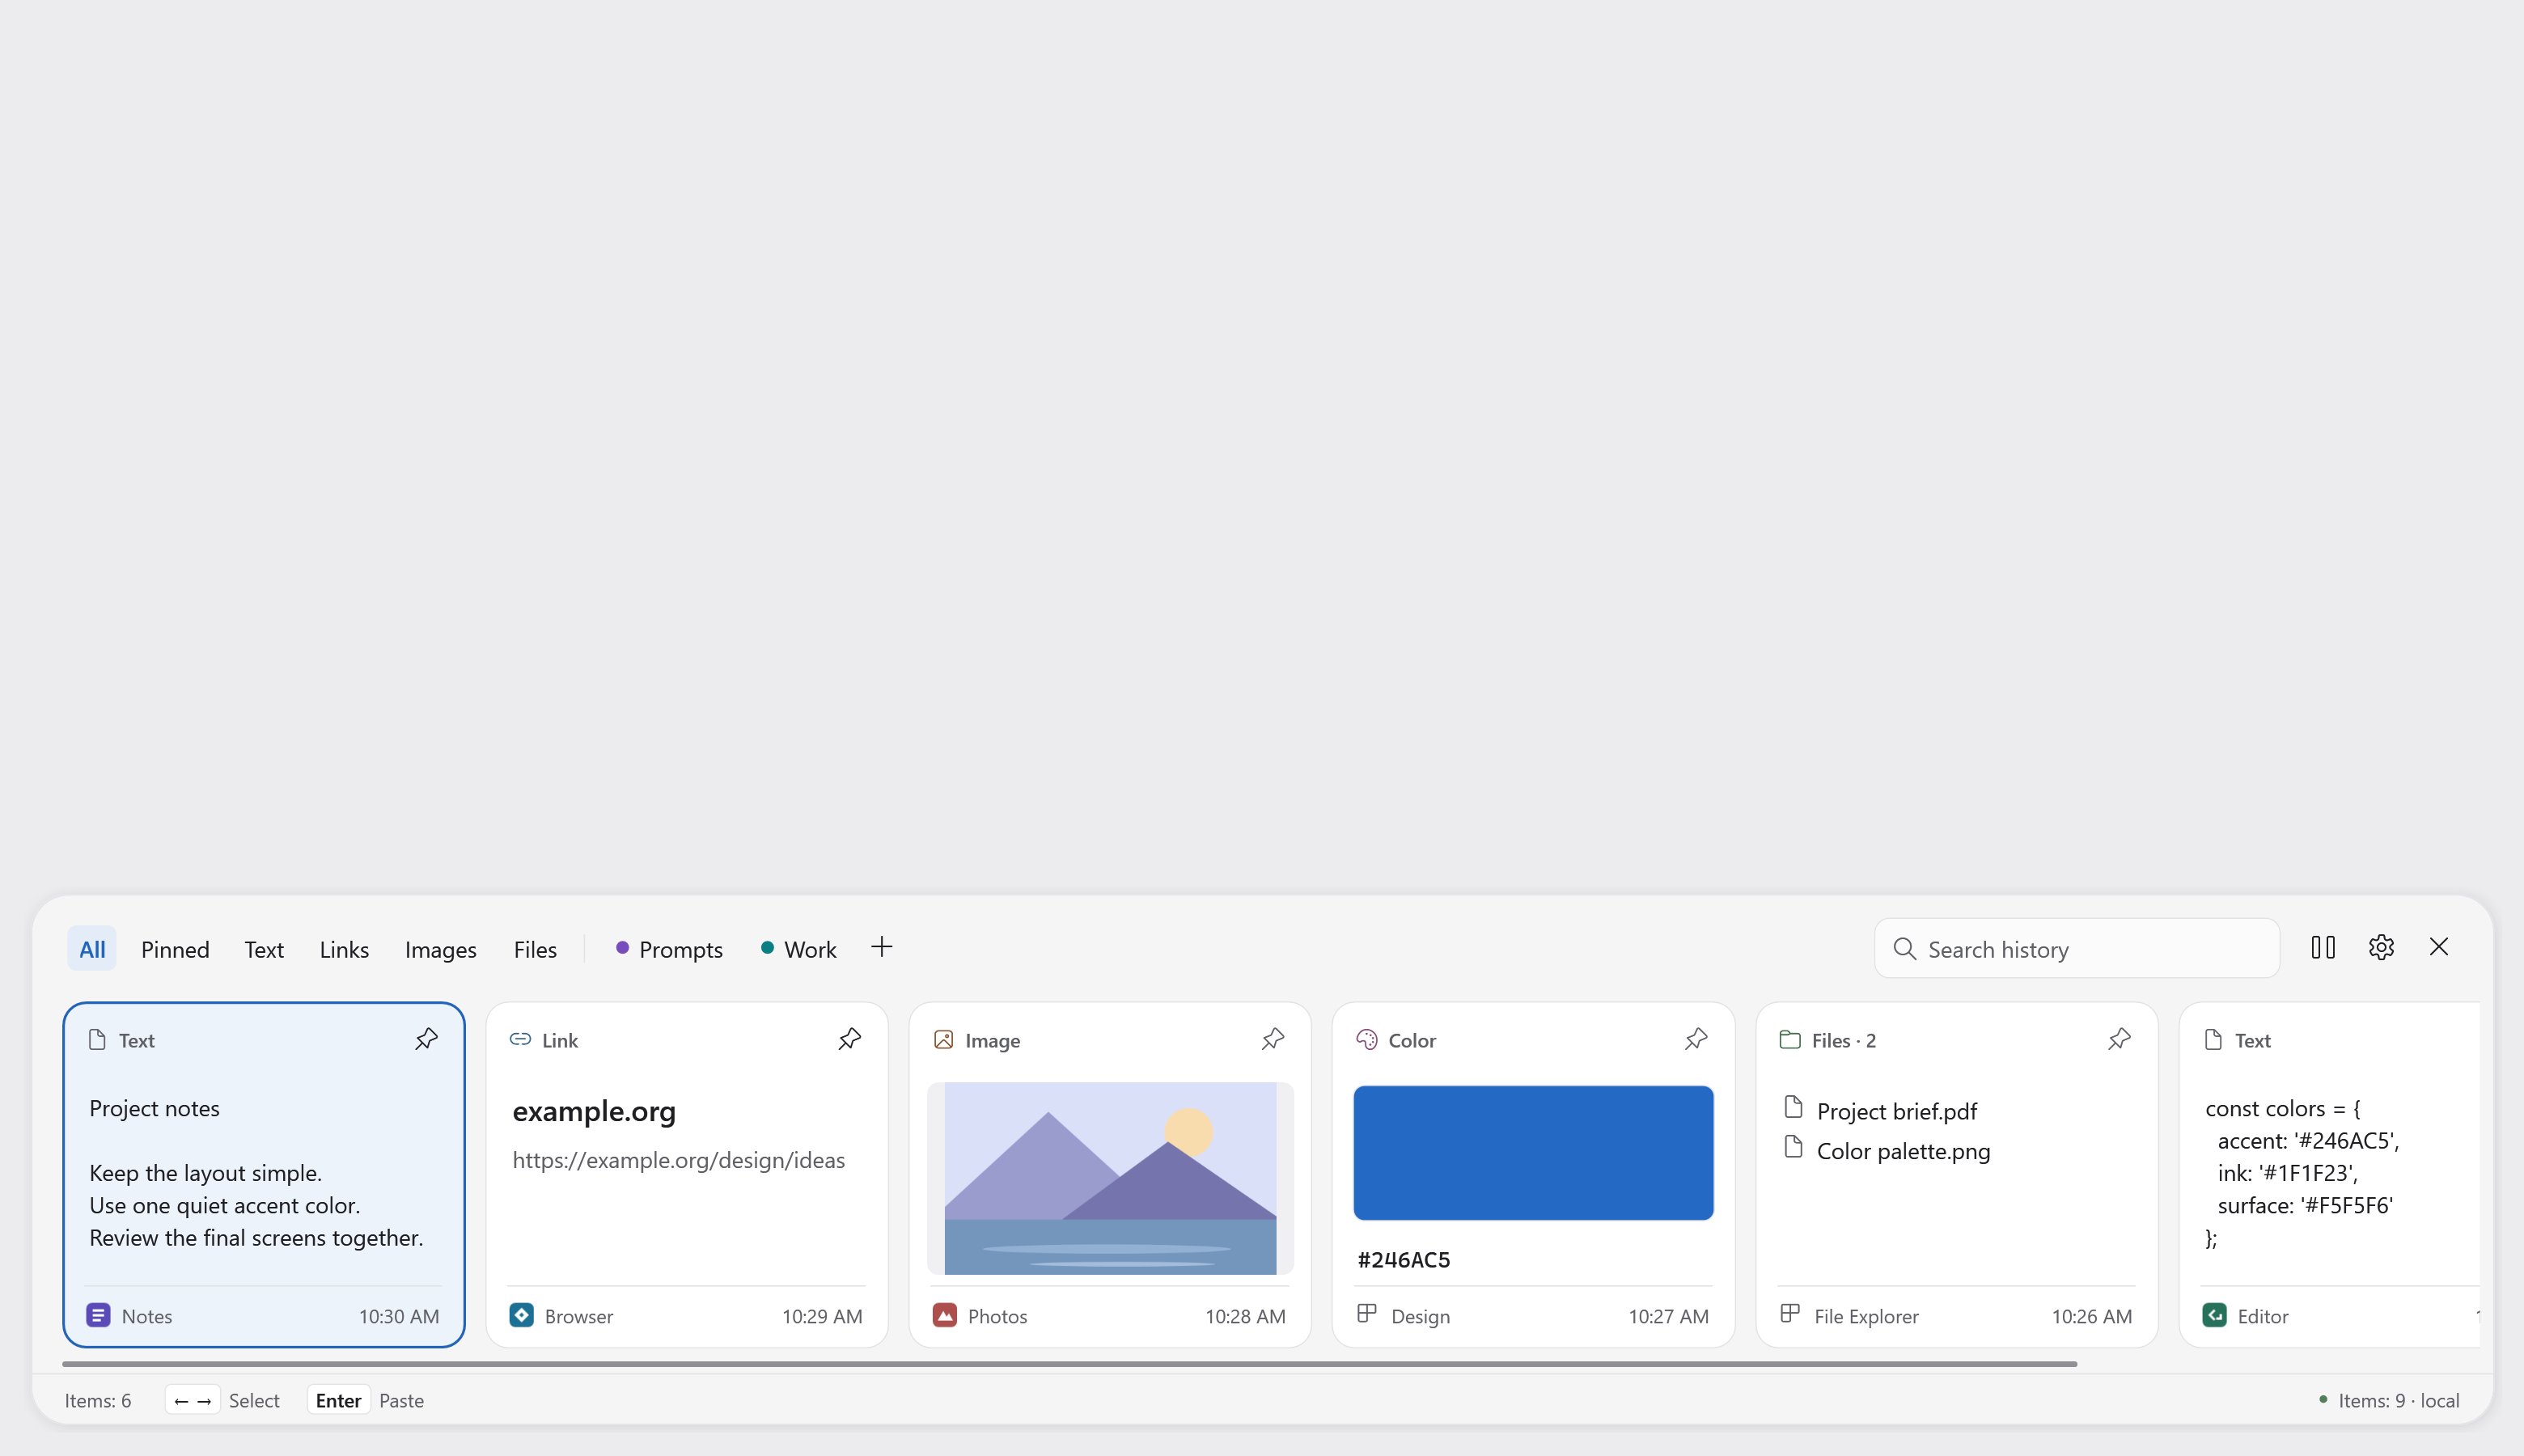 All Pinned Text Links Images Files Prompts Work Search history
Text
Project notes
Keep the layout simple.
Use one quiet accent color.
Review the final screens together.
Notes 10:30 AM
Link
example.org
https://example.org/design/ideas
Browser 10:29 AM
Image
Photos 10:28 AM
Color
#246AC5
Design 10:27 AM
Files · 2
Project brief.pdf
Color palette.png
File Explorer 10:26 AM
Text
const colors = {
accent: '#246AC5',
ink: '#1F1F23',
surface: '#F5F5F6'
};
Editor
Items: 6 ← → Select Enter Paste Items: 9 · local